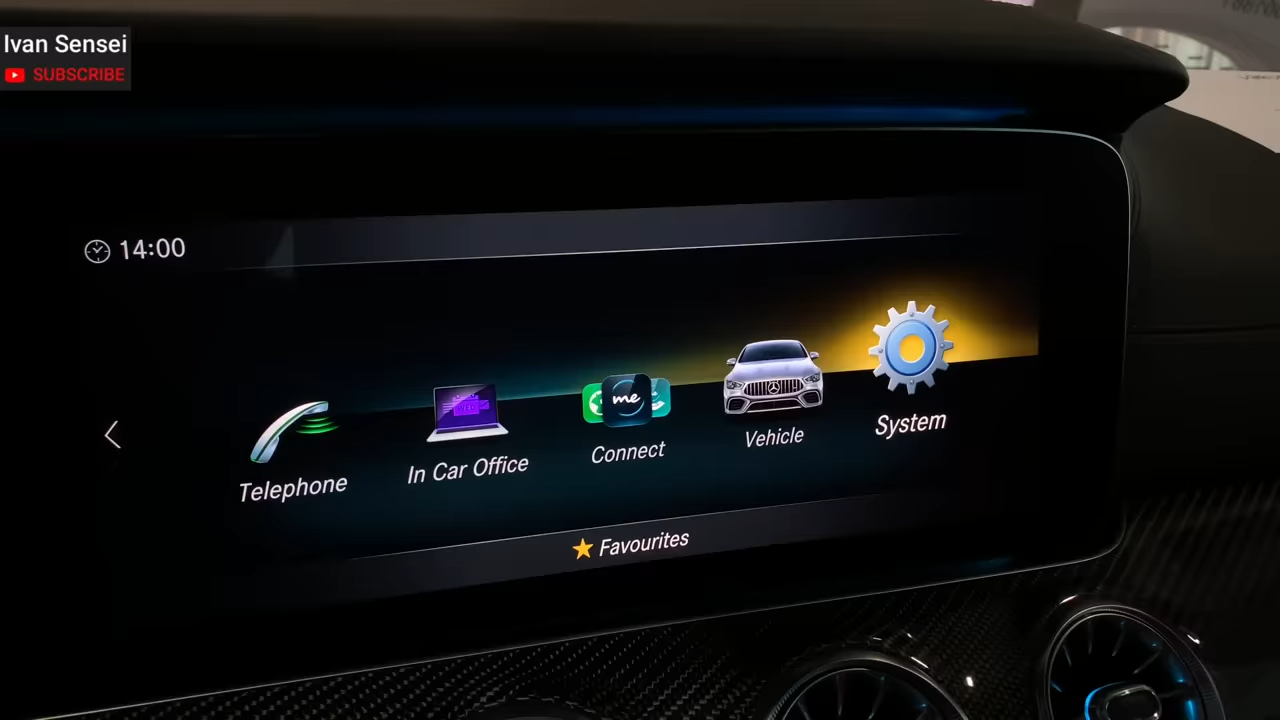 Ivan Sensei
SUBSCRIBE
14:00
Telephone
In Car Office
me
Connect
Vehicle
System
Favourites